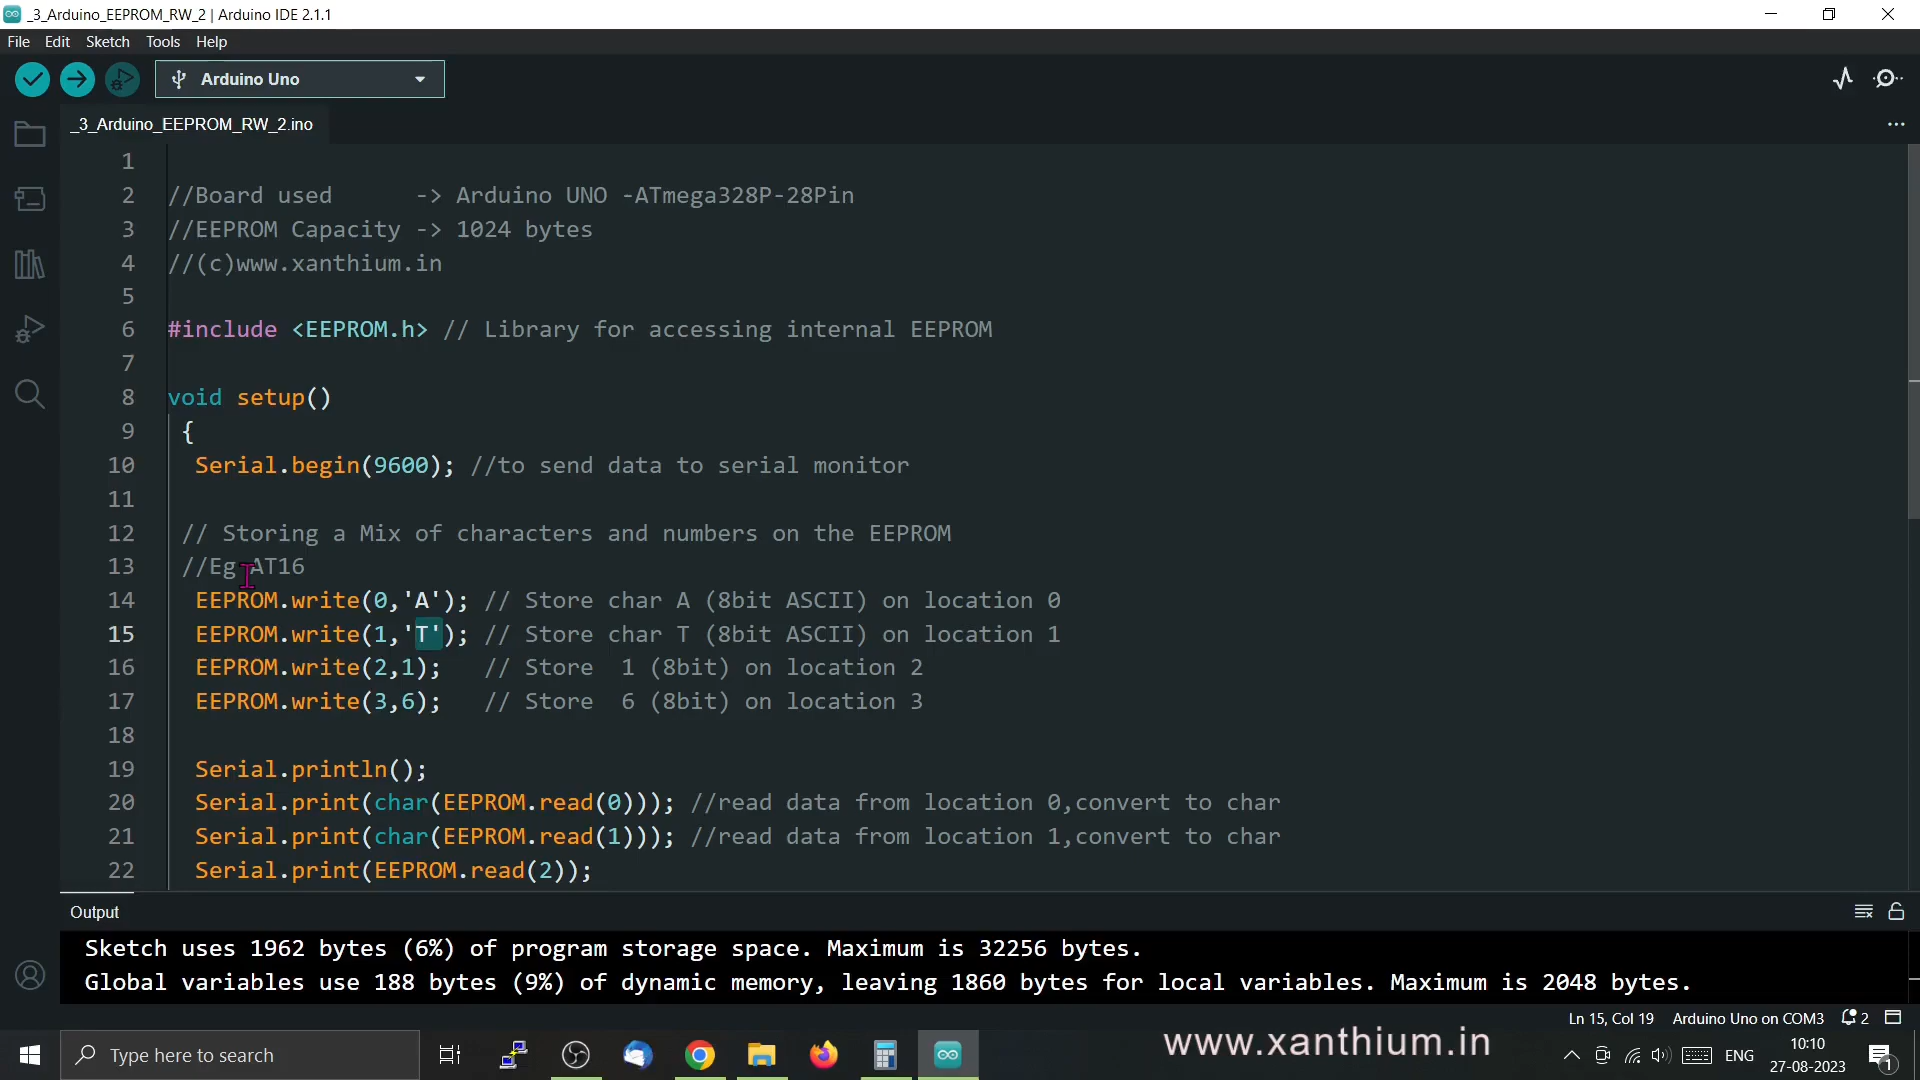 _3_Arduino_EEPROM_RW_2 | Arduino IDE 2.1.1
File Edit Sketch Tools Help
Arduino Uno
_3_Arduino_EEPROM_RW_2.ino
1
2 //Board used      -> Arduino UNO -ATmega328P-28Pin
3 //EEPROM Capacity -> 1024 bytes
4 //(c)www.xanthium.in
5
6 #include <EEPROM.h> // Library for accessing internal EEPROM
7
8 void setup()
9 {
10 Serial.begin(9600); //to send data to serial monitor
11
12 // Storing a Mix of characters and numbers on the EEPROM
13 //Eg AT16
14 EEPROM.write(0,'A'); // Store char A (8bit ASCII) on location 0
15 EEPROM.write(1,'T'); // Store char T (8bit ASCII) on location 1
16 EEPROM.write(2,1);   // Store  1 (8bit) on location 2
17 EEPROM.write(3,6);   // Store  6 (8bit) on location 3
18
19 Serial.println();
20 Serial.print(char(EEPROM.read(0))); //read data from location 0,convert to char
21 Serial.print(char(EEPROM.read(1))); //read data from location 1,convert to char
22 Serial.print(EEPROM.read(2));
Output
Sketch uses 1962 bytes (6%) of program storage space. Maximum is 32256 bytes.
Global variables use 188 bytes (9%) of dynamic memory, leaving 1860 bytes for local variables. Maximum is 2048 bytes.
Ln 15, Col 19 Arduino Uno on COM3 2
Type here to search
www.xanthium.in
ENG
10:10
27-08-2023
1